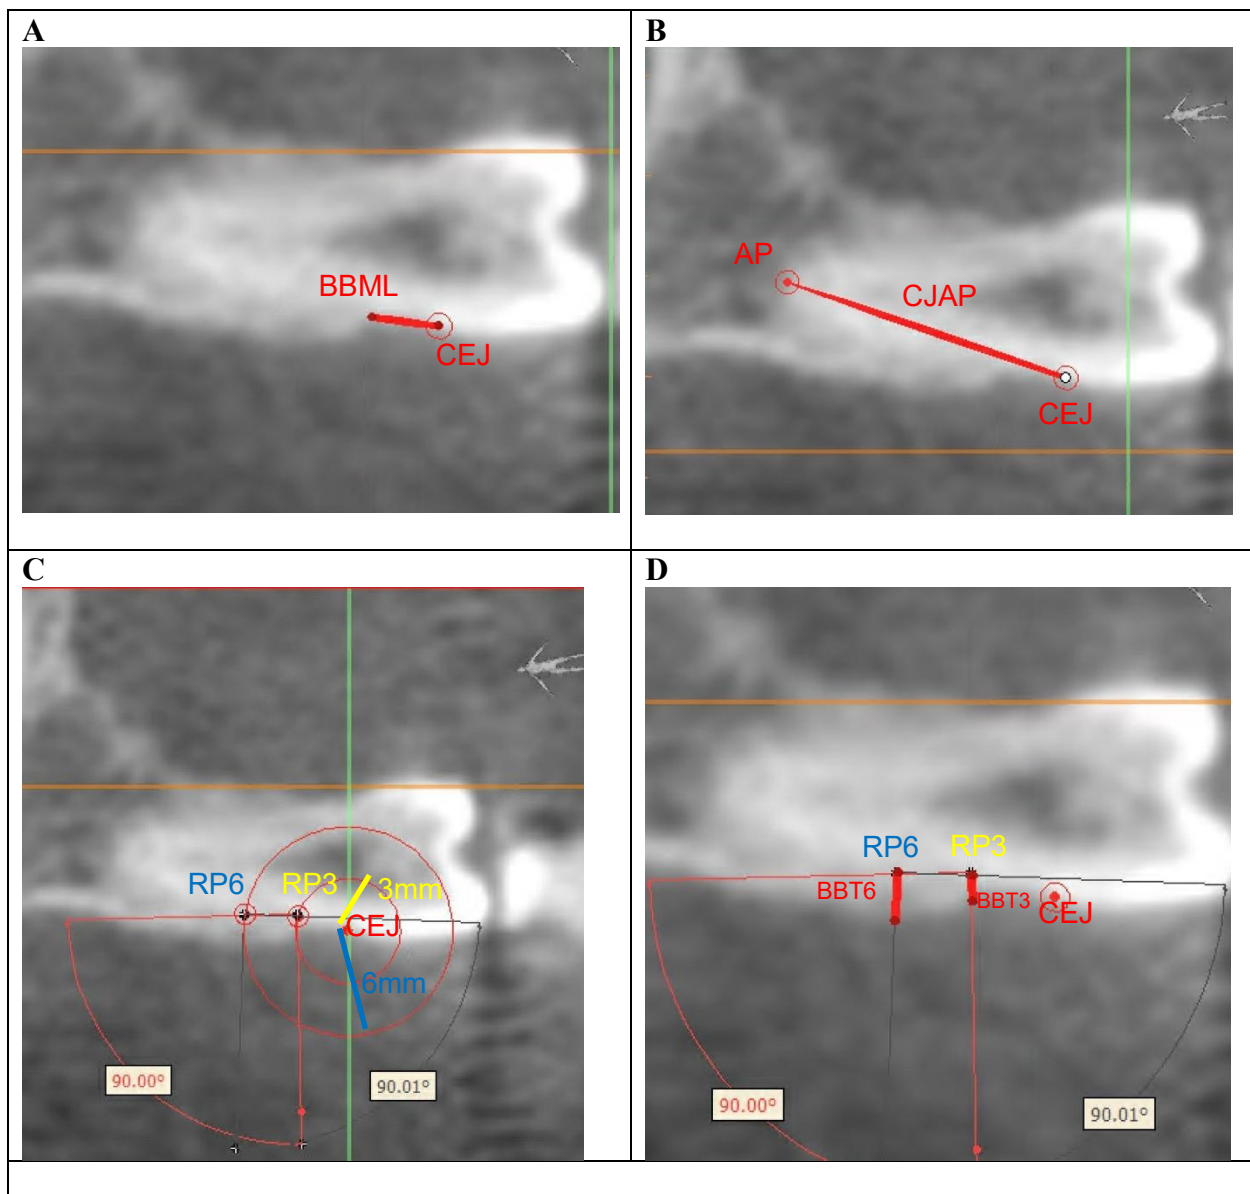 A
BBML
CEJ
B
AP
CJAP
CEJ
C
RP6
RP3
3mm
CEJ
6mm
90.00°
90.01°
D
RP6
RP3
BBT6
BBT3
CEJ
90.00°
90.01°